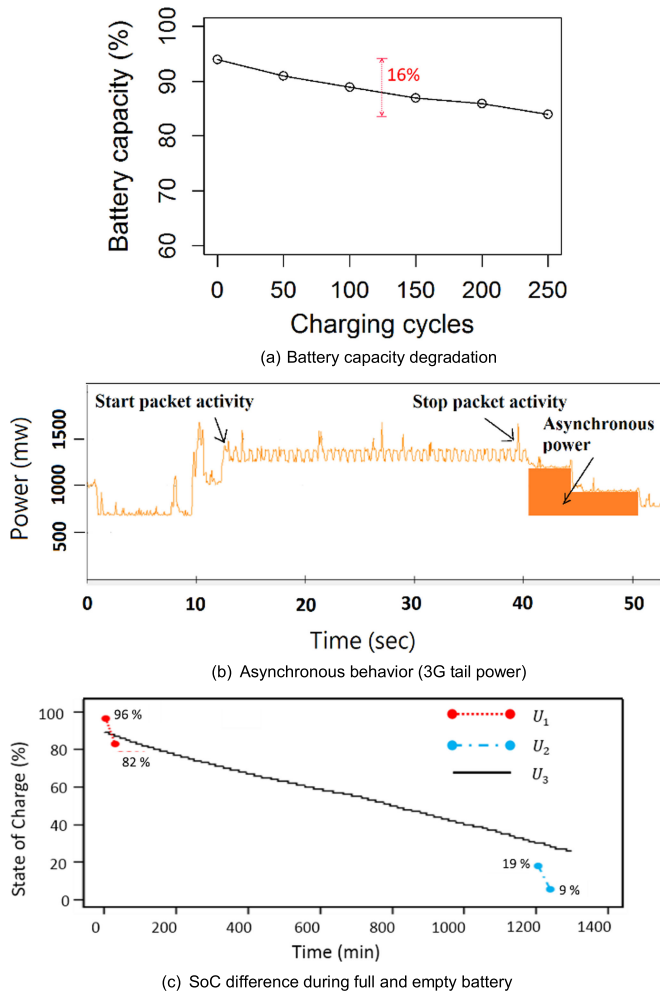 Battery capacity (%)
100
90
80
70
60
16%
0 50 100 150 200 250
Charging cycles
(a) Battery capacity degradation
Power (mw)
1500
1000
500
Start packet activity
Stop packet activity
Asynchronous
power
0 10 20 30 40 50
Time (sec)
(b) Asynchronous behavior (3G tail power)
State of Charge (%)
100
80
60
40
20
0
96 %
82 %
U₁
U₂
U₃
19 %
9 %
0 200 400 600 800 1000 1200 1400
Time (min)
(c) SoC difference during full and empty battery